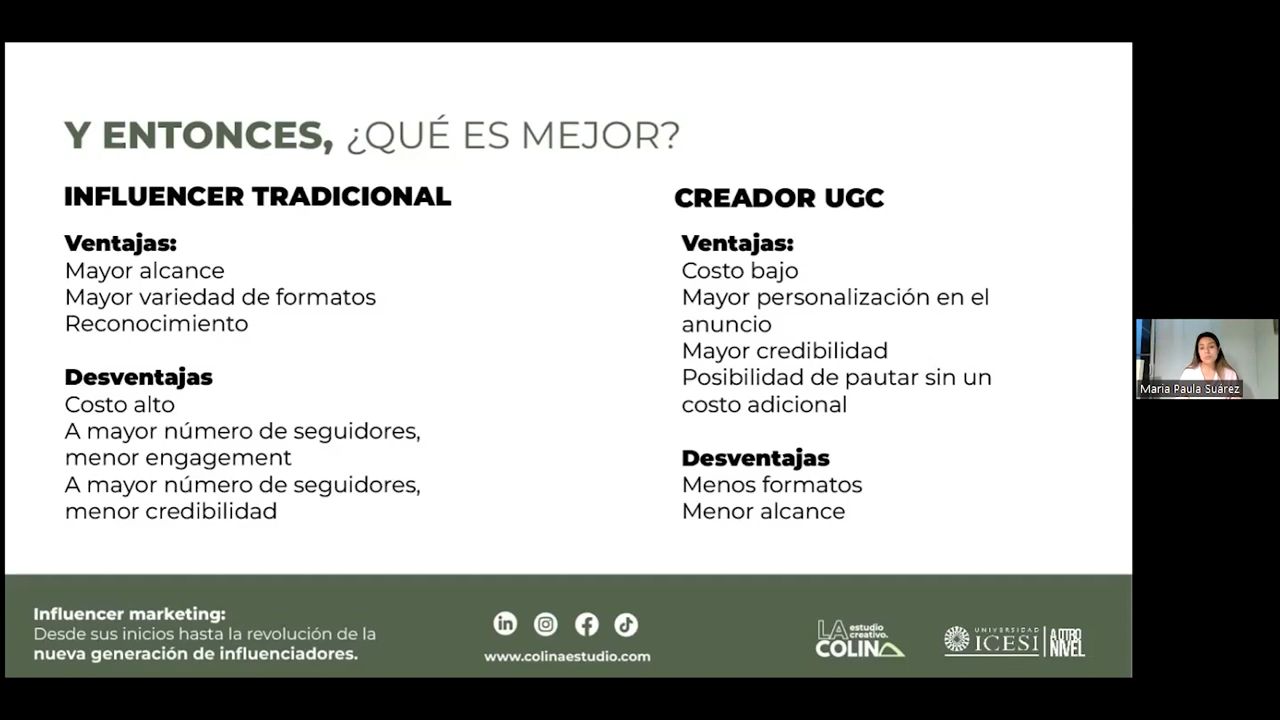 Y ENTONCES, ¿QUÉ ES MEJOR?
INFLUENCER TRADICIONAL
Ventajas:
Mayor alcance
Mayor variedad de formatos
Reconocimiento
Desventajas
Costo alto
A mayor número de seguidores,
menor engagement
A mayor número de seguidores,
menor credibilidad
CREADOR UGC
Ventajas:
Costo bajo
Mayor personalización en el
anuncio
Mayor credibilidad
Posibilidad de pautar sin un
costo adicional
Desventajas
Menos formatos
Menor alcance
Maria Paula Suárez
Influencer marketing:
Desde sus inicios hasta la revolución de la
nueva generación de influenciadores.
in
www.colinaestudio.com
LA estudio
creativo.
COLINA
UNIVERSIDAD
ICESI
A OTRO
NIVEL